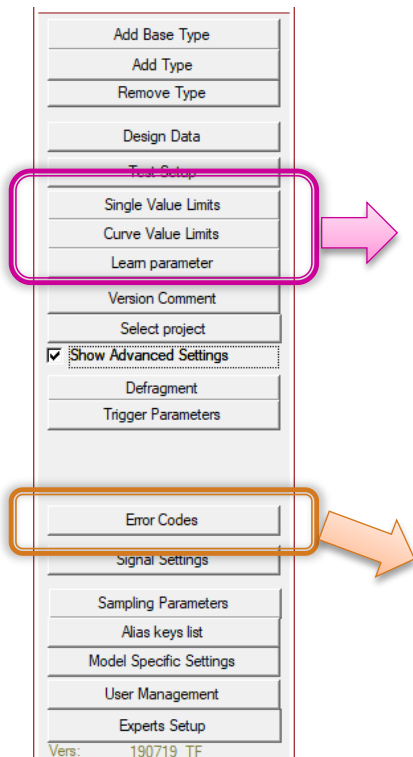 Add Base Type
Add Type
Remove Type
Design Data
Test Setup
Single Value Limits
Curve Value Limits
Learn parameter
Version Comment
Select project
Show Advanced Settings
Defragment
Trigger Parameters
Error Codes
Signal Settings
Sampling Parameters
Alias keys list
Model Specific Settings
User Management
Experts Setup
Vers: 190719_TF